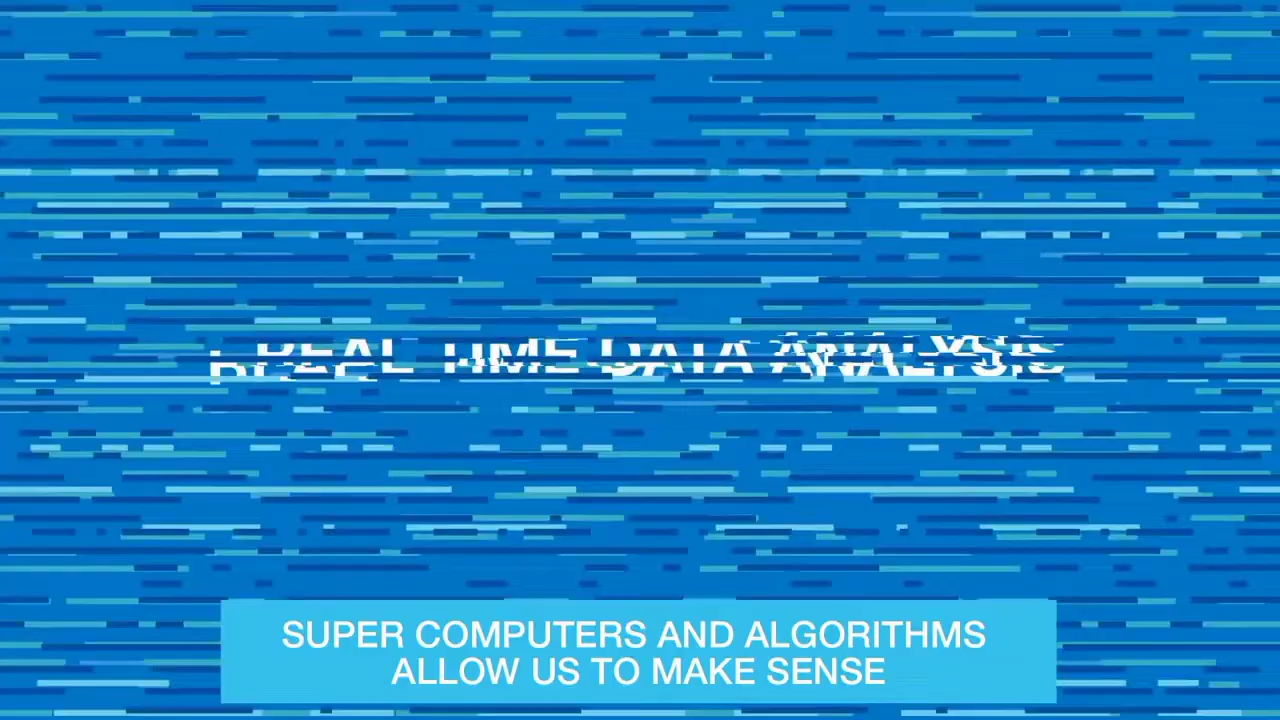 REAL TIME DATA ANALYSIS
SUPER COMPUTERS AND ALGORITHMS
ALLOW US TO MAKE SENSE